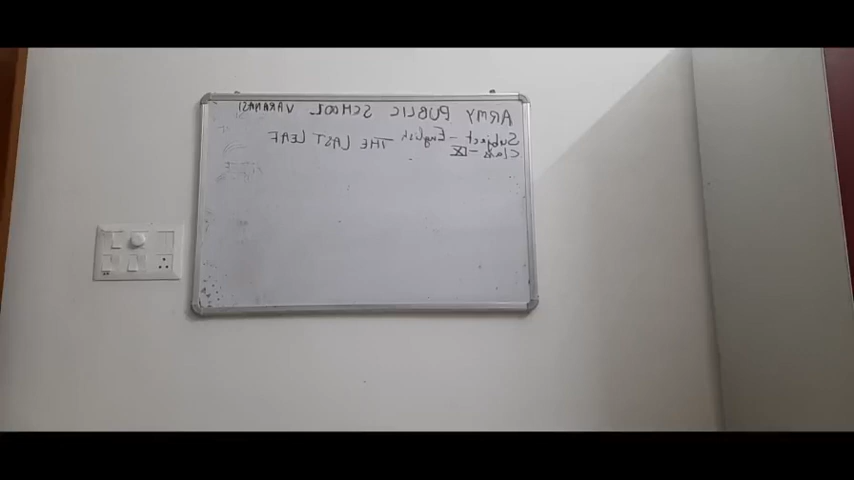 ARMY PUBLIC SCHOOL VARANASI
Subject - English THE LAST LEAF
Class - IX